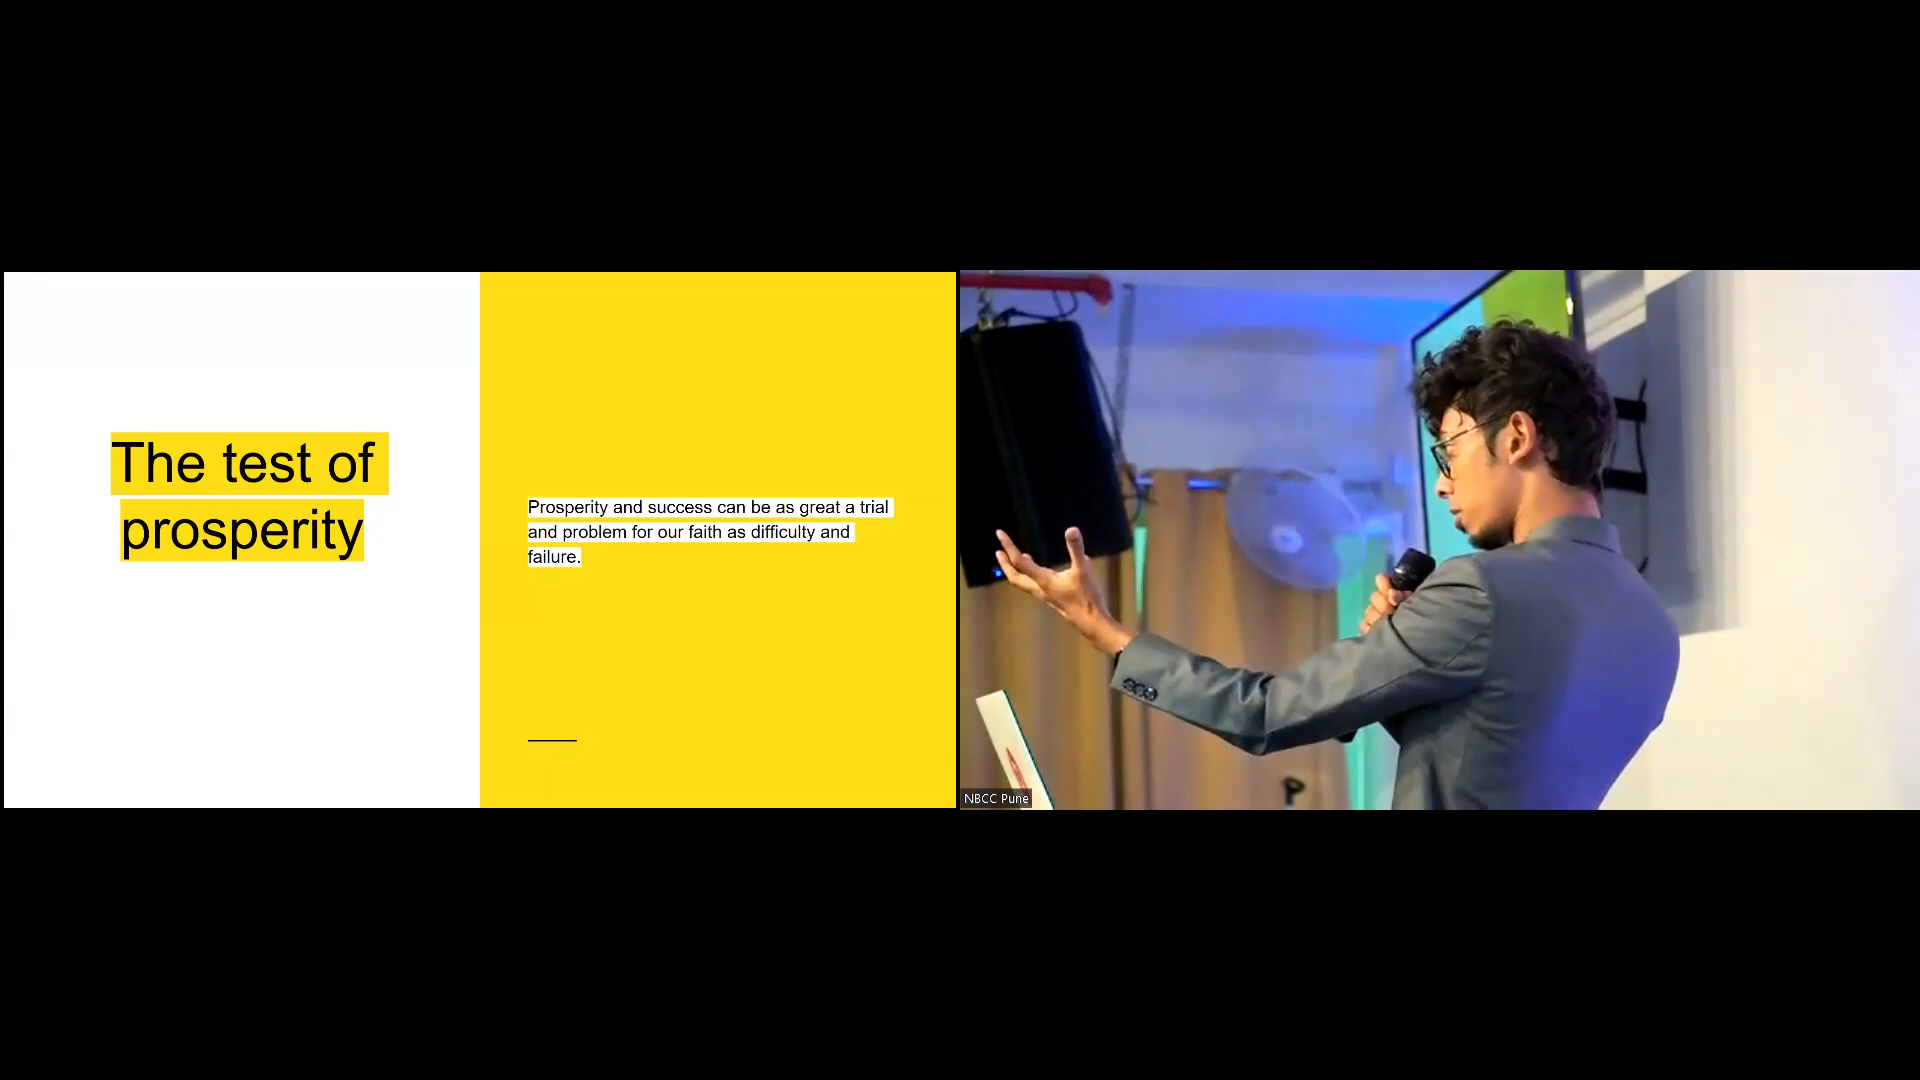 The test of
prosperity
Prosperity and success can be as great a trial
and problem for our faith as difficulty and
failure.
NBCC Pune